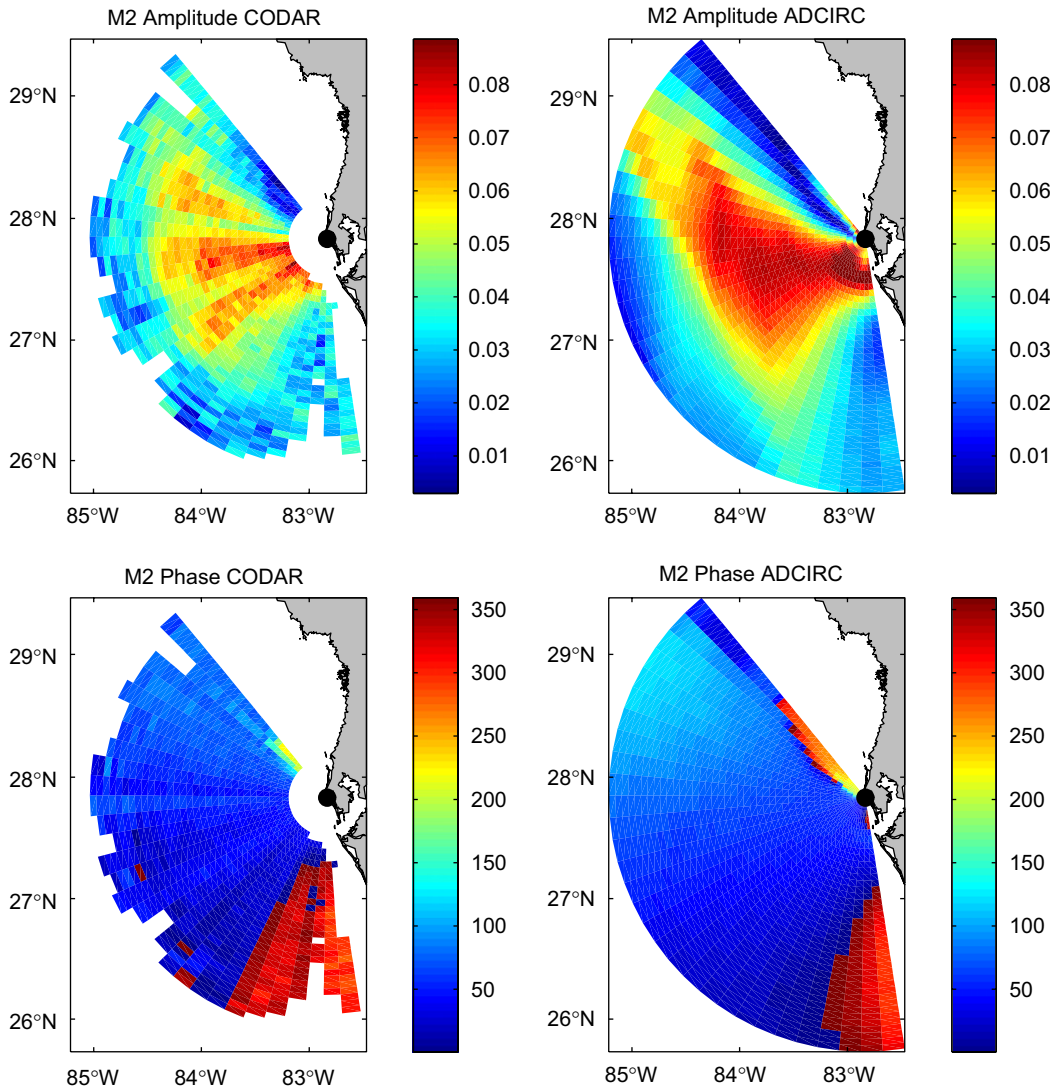 M2 Amplitude CODAR
29°N
28°N
27°N
26°N
85°W 84°W 83°W
0.08
0.07
0.06
0.05
0.04
0.03
0.02
0.01
M2 Amplitude ADCIRC
29°N
28°N
27°N
26°N
85°W 84°W 83°W
0.08
0.07
0.06
0.05
0.04
0.03
0.02
0.01
M2 Phase CODAR
29°N
28°N
27°N
26°N
85°W 84°W 83°W
350
300
250
200
150
100
50
M2 Phase ADCIRC
29°N
28°N
27°N
26°N
85°W 84°W 83°W
350
300
250
200
150
100
50